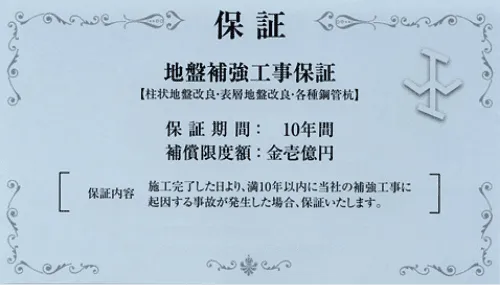 保証
地盤補強工事保証
【柱状地盤改良・表層地盤改良・各種鋼管杭】
保証期間： 10年間
補償限度額：金壱億円
保証内容 施工完了した日より、満10年以内に当社の補強工事に
起因する事故が発生した場合、保証いたします。